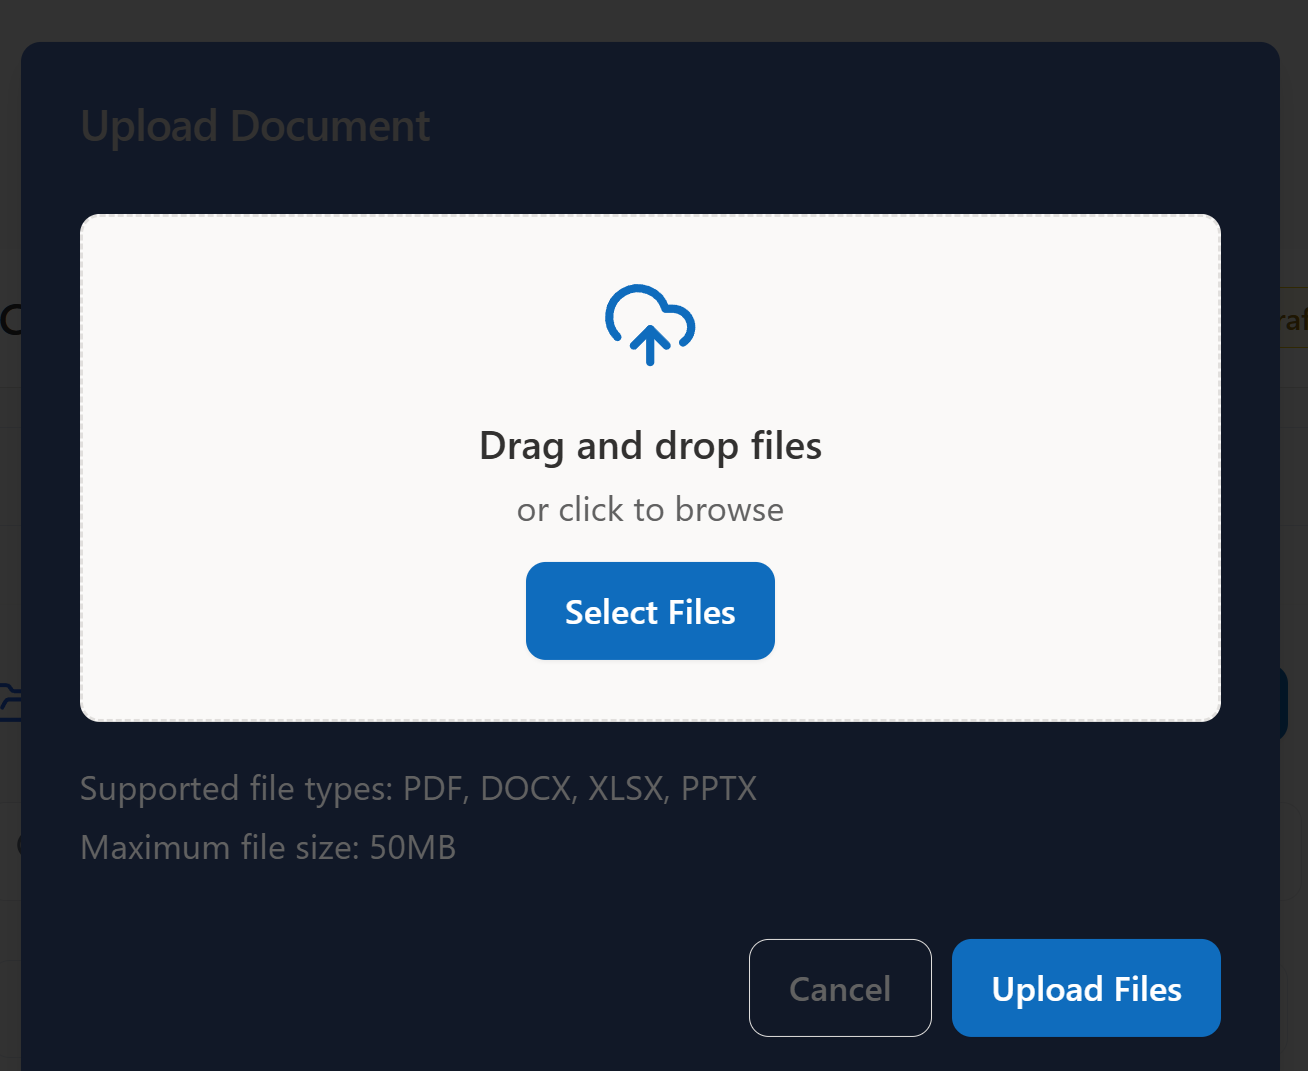 Upload Document
Drag and drop files
or click to browse
Select Files
Supported file types: PDF, DOCX, XLSX, PPTX
Maximum file size: 50MB
Cancel
Upload Files